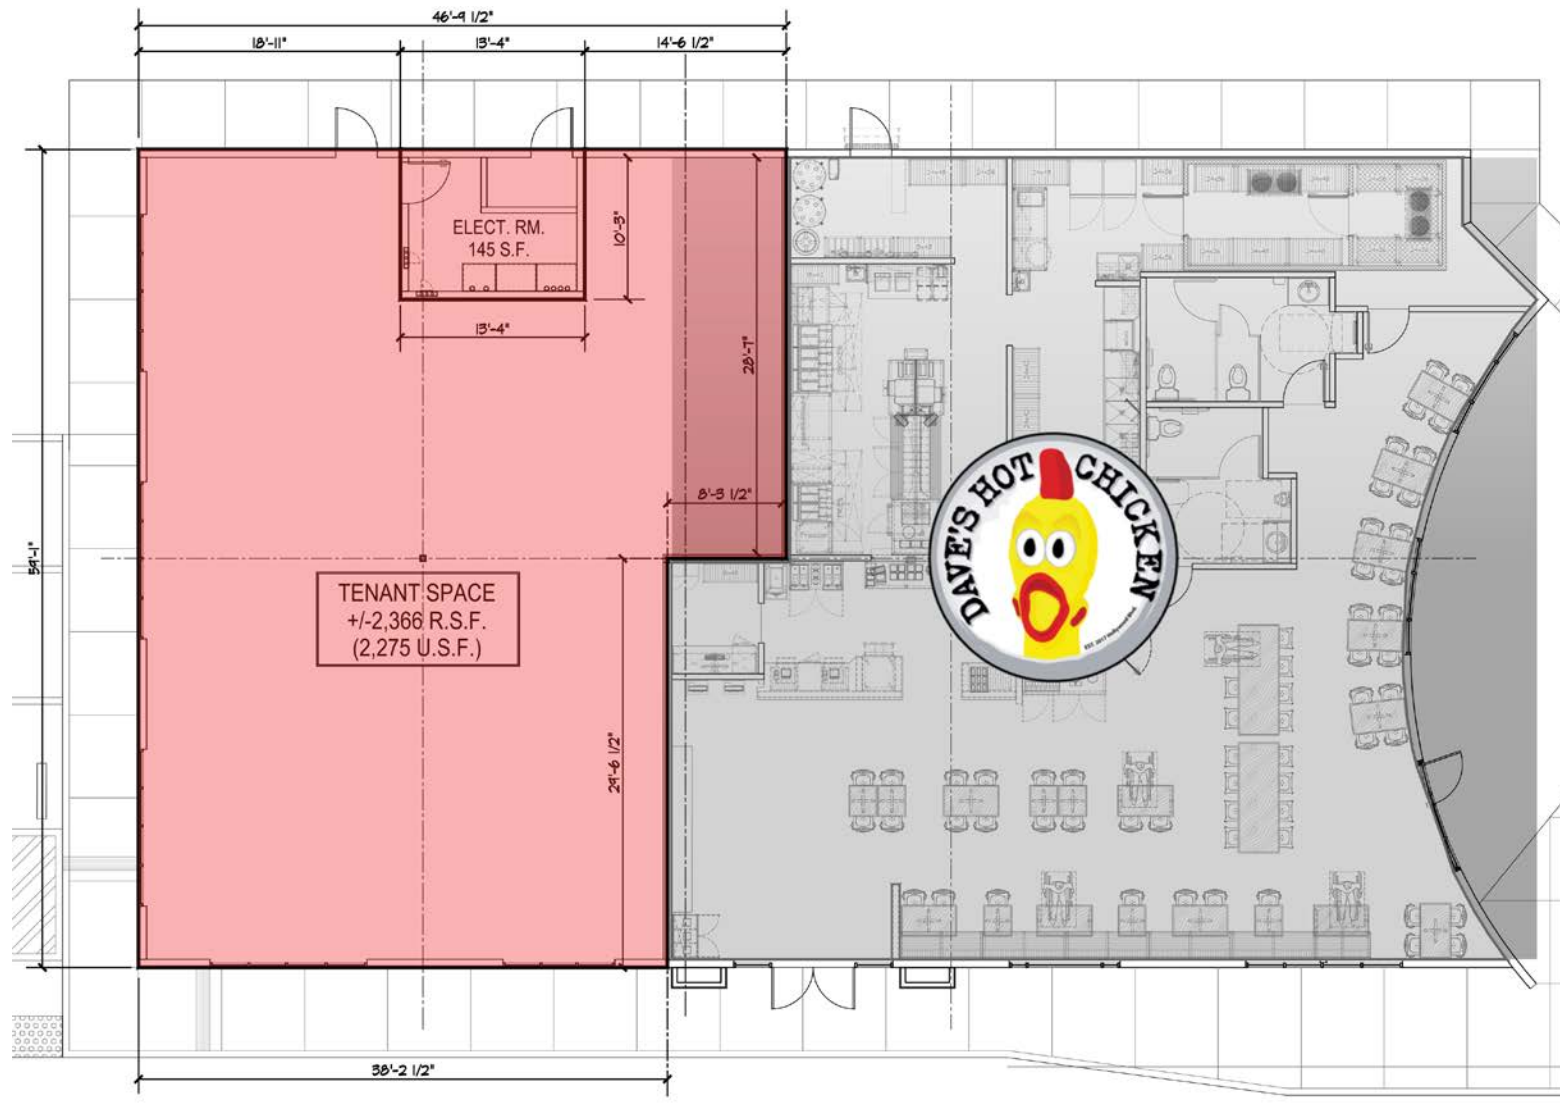 46'-9 1/2"
18'-11"
13'-4"
14'-6 1/2"
ELECT. RM.
145 S.F.
10'-3"
13'-4"
28'-7"
8'-3 1/2"
59'-1"
TENANT SPACE
+/-2,366 R.S.F.
(2,275 U.S.F.)
DAVE'S HOT CHICKEN
29'-6 1/2"
38'-2 1/2"